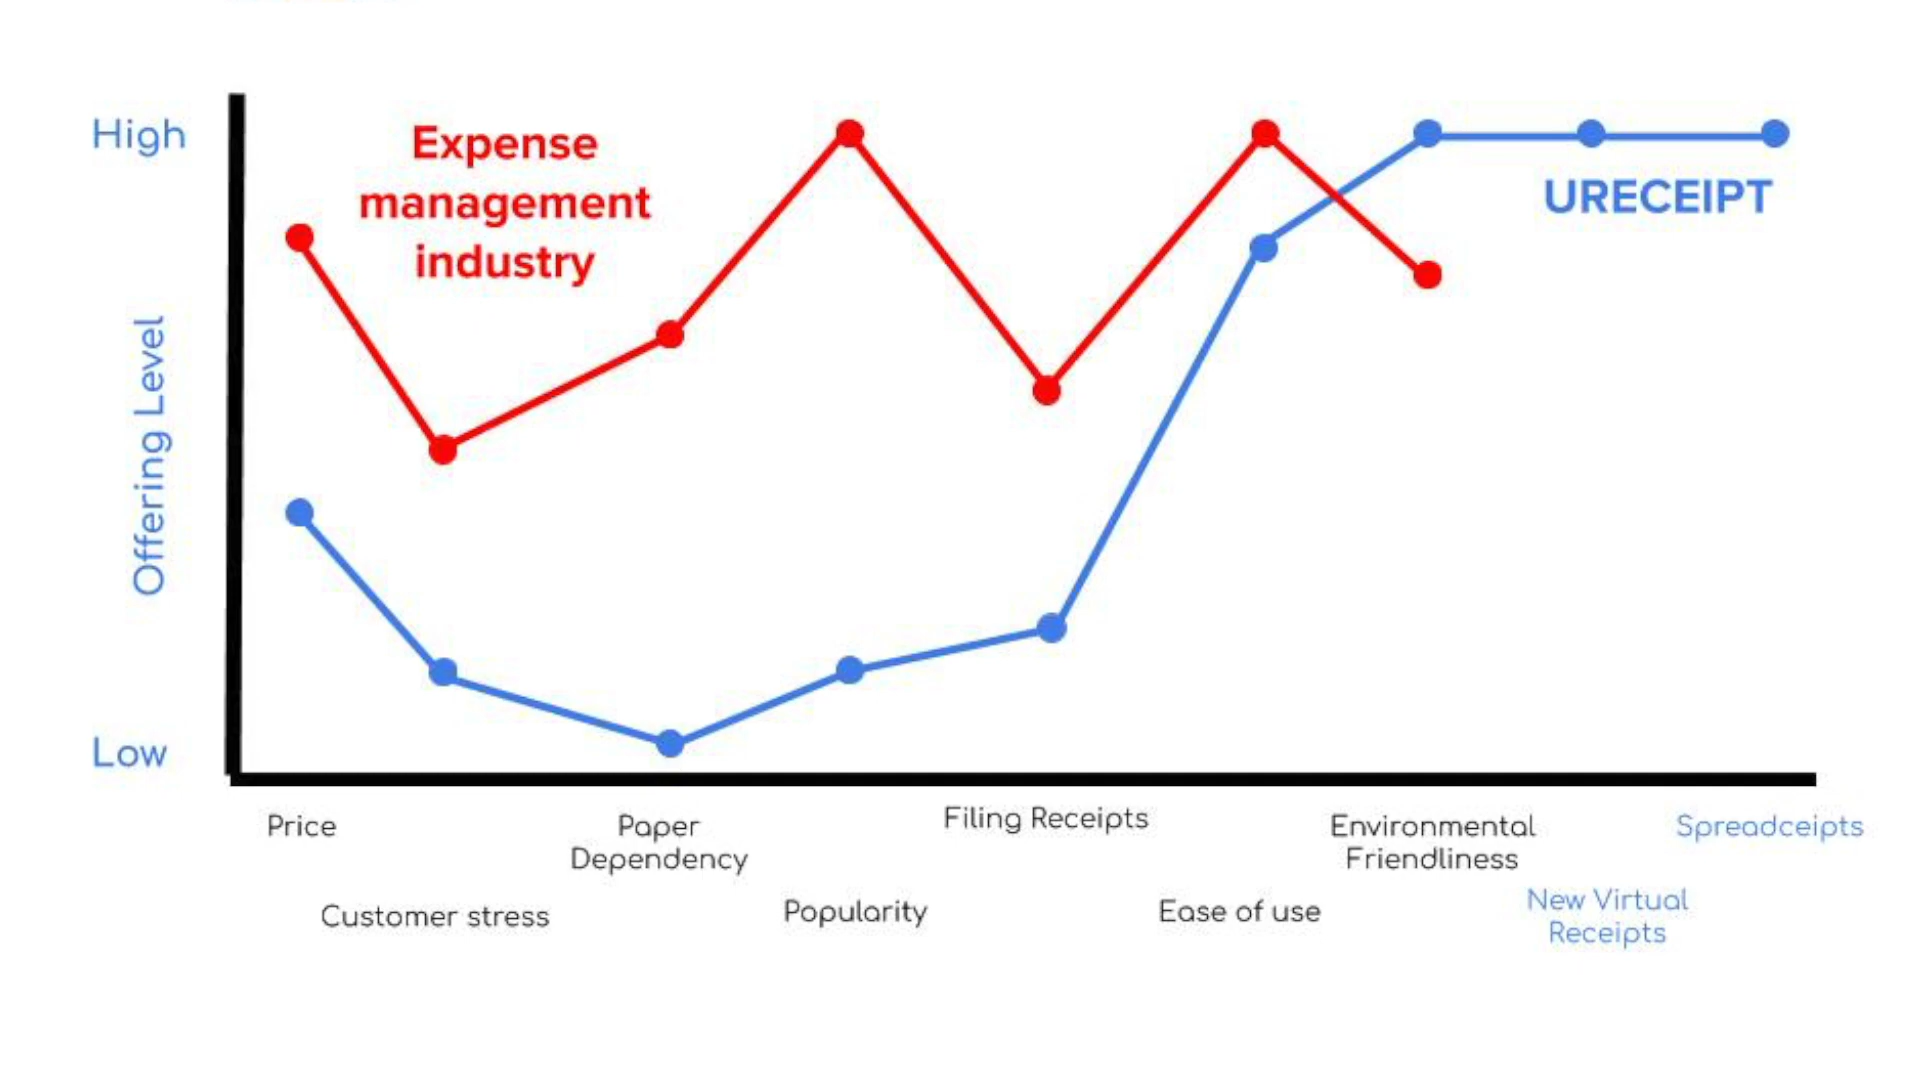 High
Expense
management
industry
URECEIPT
Offering Level
Low
Price
Customer stress
Paper
Dependency
Popularity
Filing Receipts
Ease of use
Environmental
Friendliness
New Virtual
Receipts
Spreadceipts